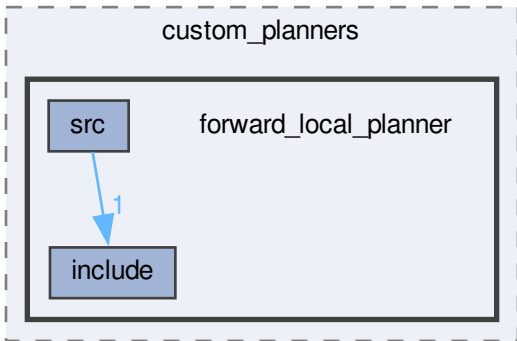 custom_planners
src
forward_local_planner
1
include